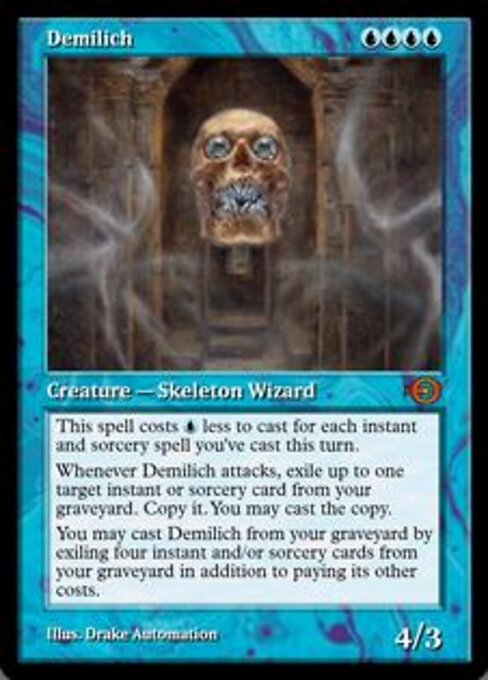 Demilich
Creature — Skeleton Wizard
This spell costs less to cast for each instant
and sorcery spell you've cast this turn.
Whenever Demilich attacks, exile up to one
target instant or sorcery card from your
graveyard. Copy it. You may cast the copy.
You may cast Demilich from your graveyard by
exiling four instant and/or sorcery cards from
your graveyard in addition to paying its other
costs.
Illus. Drake Automation
4/3